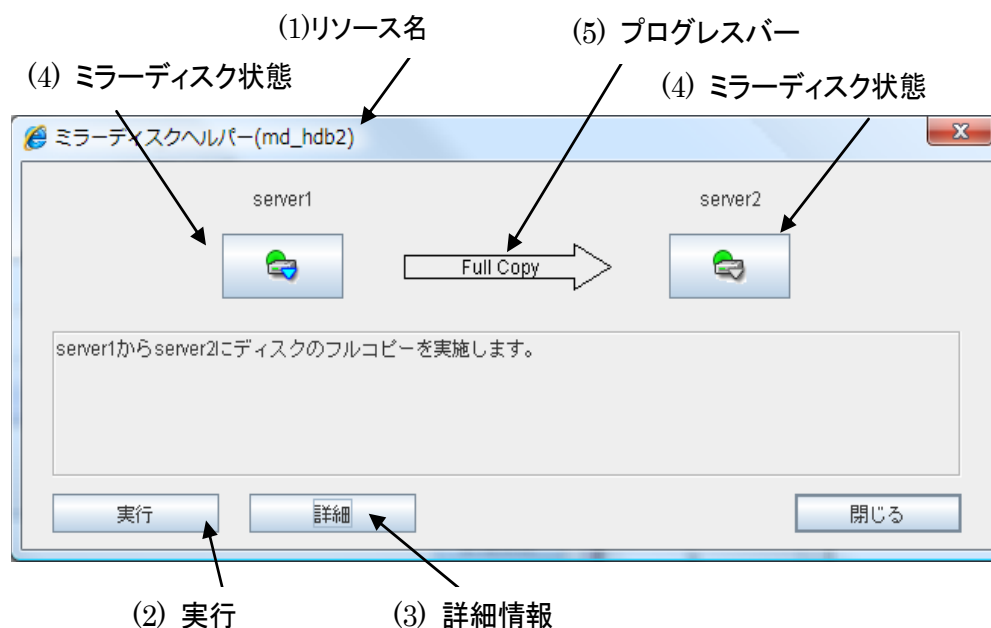 (1)リソース名
(5) プログレスバー
(4) ミラーディスク状態
(4) ミラーディスク状態
ミラーディスクヘルパー(md_hdb2)
server1
server2
Full Copy
server1からserver2にディスクのフルコピーを実施します。
実行
詳細
閉じる
(2) 実行
(3) 詳細情報